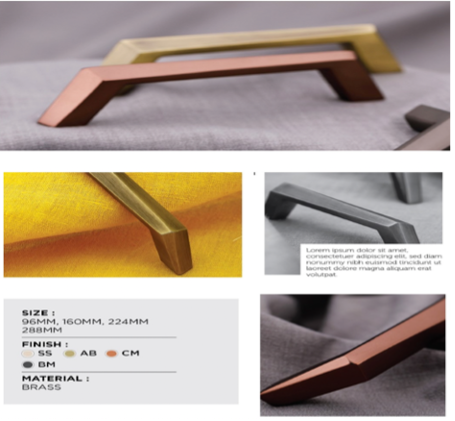 Lorem ipsum dolor sit amet,
consectetuer adipiscing elit, sed diam
nonummy nibh euismod tincidunt ut
laoreet dolore magna aliquam erat
volutpat.
SIZE :
96MM, 160MM, 224MM
288MM
FINISH :
SS AB CM
BM
MATERIAL :
BRASS